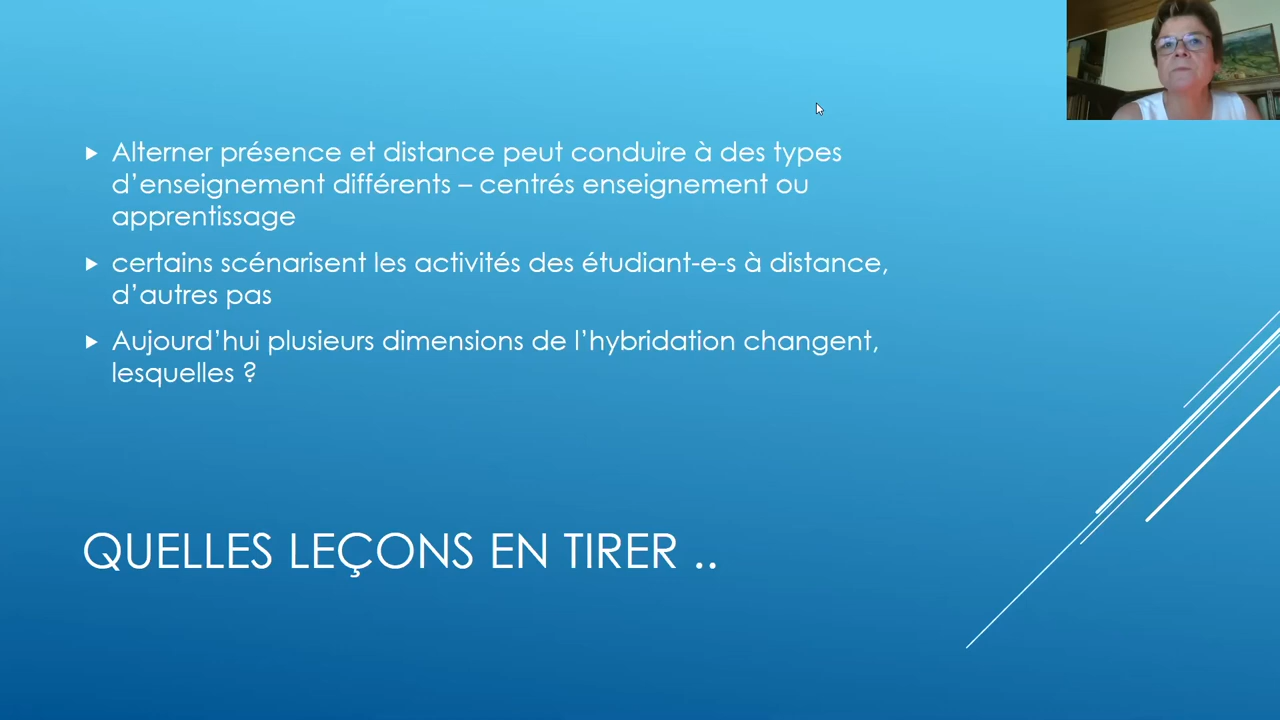 Alterner présence et distance peut conduire à des types
d’enseignement différents – centrés enseignement ou
apprentissage
certains scénarisent les activités des étudiant-e-s à distance,
d’autres pas
Aujourd’hui plusieurs dimensions de l’hybridation changent,
lesquelles ?
QUELLES LEÇONS EN TIRER ..